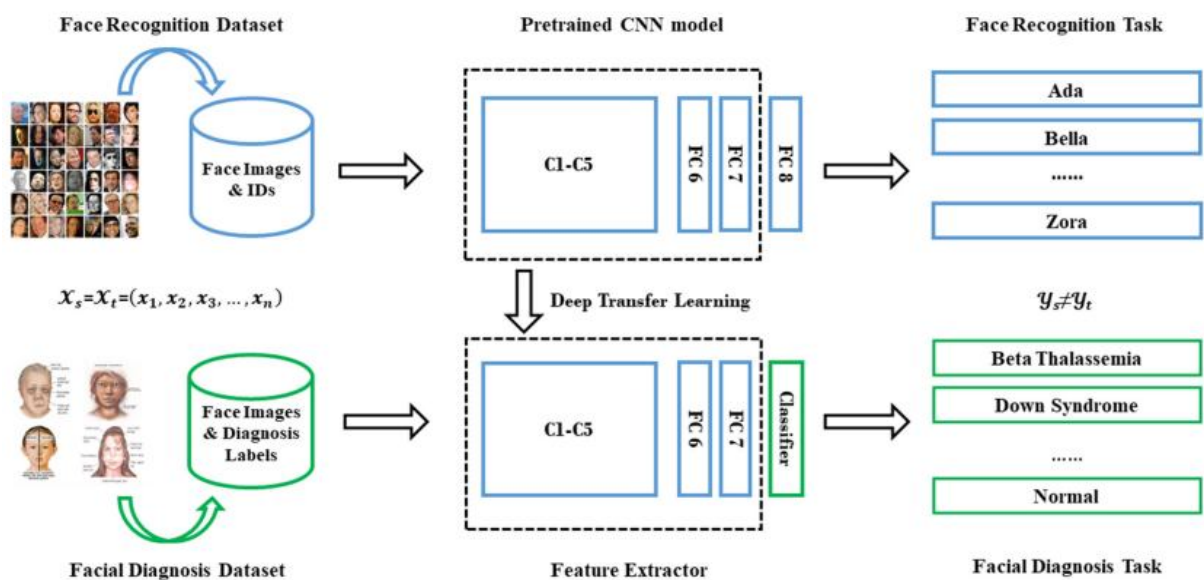 Face Recognition Dataset
Pretrained CNN model
Face Recognition Task
Face Images
& IDs
C1-C5
FC 6
FC 7
FC 8
Ada
Bella
......
Zora
𝒳ₛ=𝒳ₜ=(𝒙₁, 𝒙₂, 𝒙₃, ..., 𝒙ₙ)
Deep Transfer Learning
𝒴ₛ≠𝒴ₜ
Face Images
& Diagnosis
Labels
C1-C5
FC 6
FC 7
Classifier
Beta Thalassemia
Down Syndrome
......
Normal
Facial Diagnosis Dataset
Feature Extractor
Facial Diagnosis Task